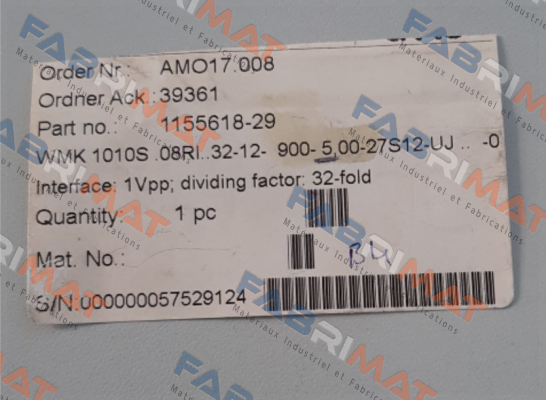 Order Nr.: AMO17.008
Ordner Ack.: 39361
Part no.: 1155618-29
WMK 1010S .08RI..32-12- 900- 5,00-27S12-UJ .. -0
Interface: 1Vpp; dividing factor: 32-fold
Quantity: 1 pc
Mat. No.:
S/N:000000057529124
FABRIMAT
Materiaux Industriel et Fabrications